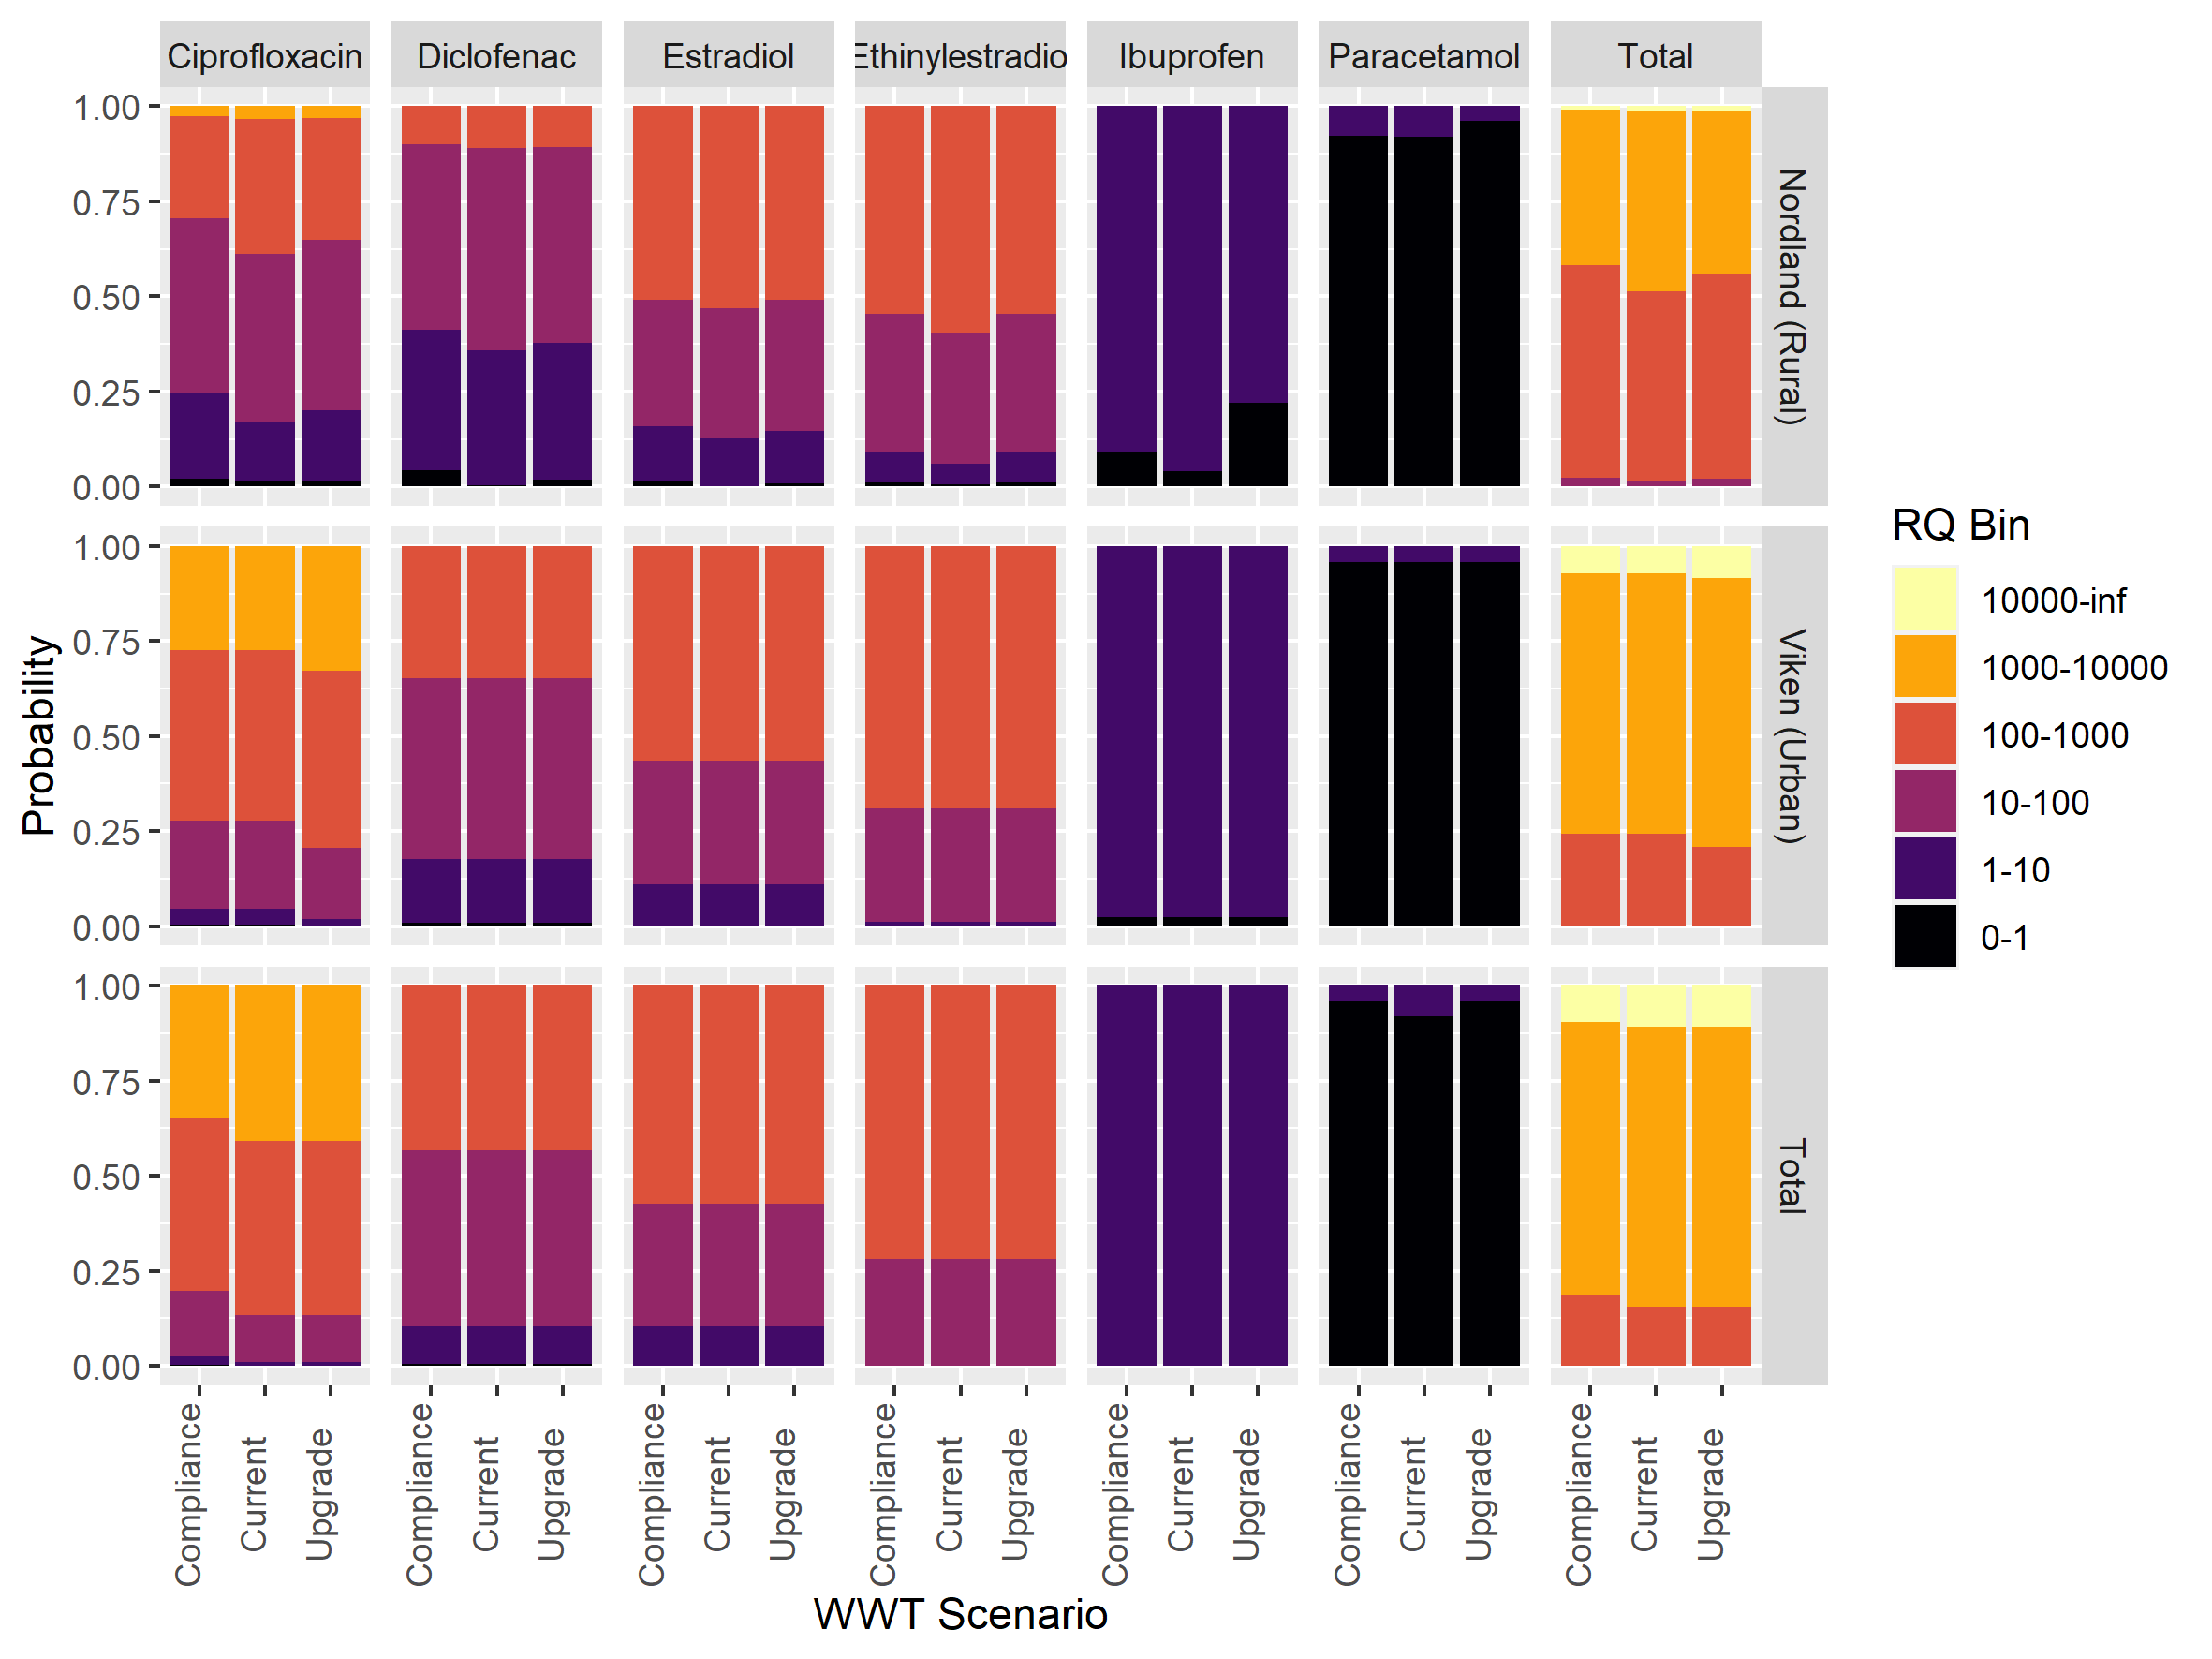 Ciprofloxacin Diclofenac Estradiol Ethinylestradio Ibuprofen Paracetamol Total
1.00
0.75
0.50
0.25
0.00
Nordland (Rural)
1.00
0.75
0.50
0.25
0.00
Viken (Urban)
1.00
0.75
0.50
0.25
0.00
Total
Probability
Compliance Current Upgrade Compliance Current Upgrade Compliance Current Upgrade Compliance Current Upgrade Compliance Current Upgrade Compliance Current Upgrade Compliance Current Upgrade
WWT Scenario
RQ Bin
10000-inf
1000-10000
100-1000
10-100
1-10
0-1